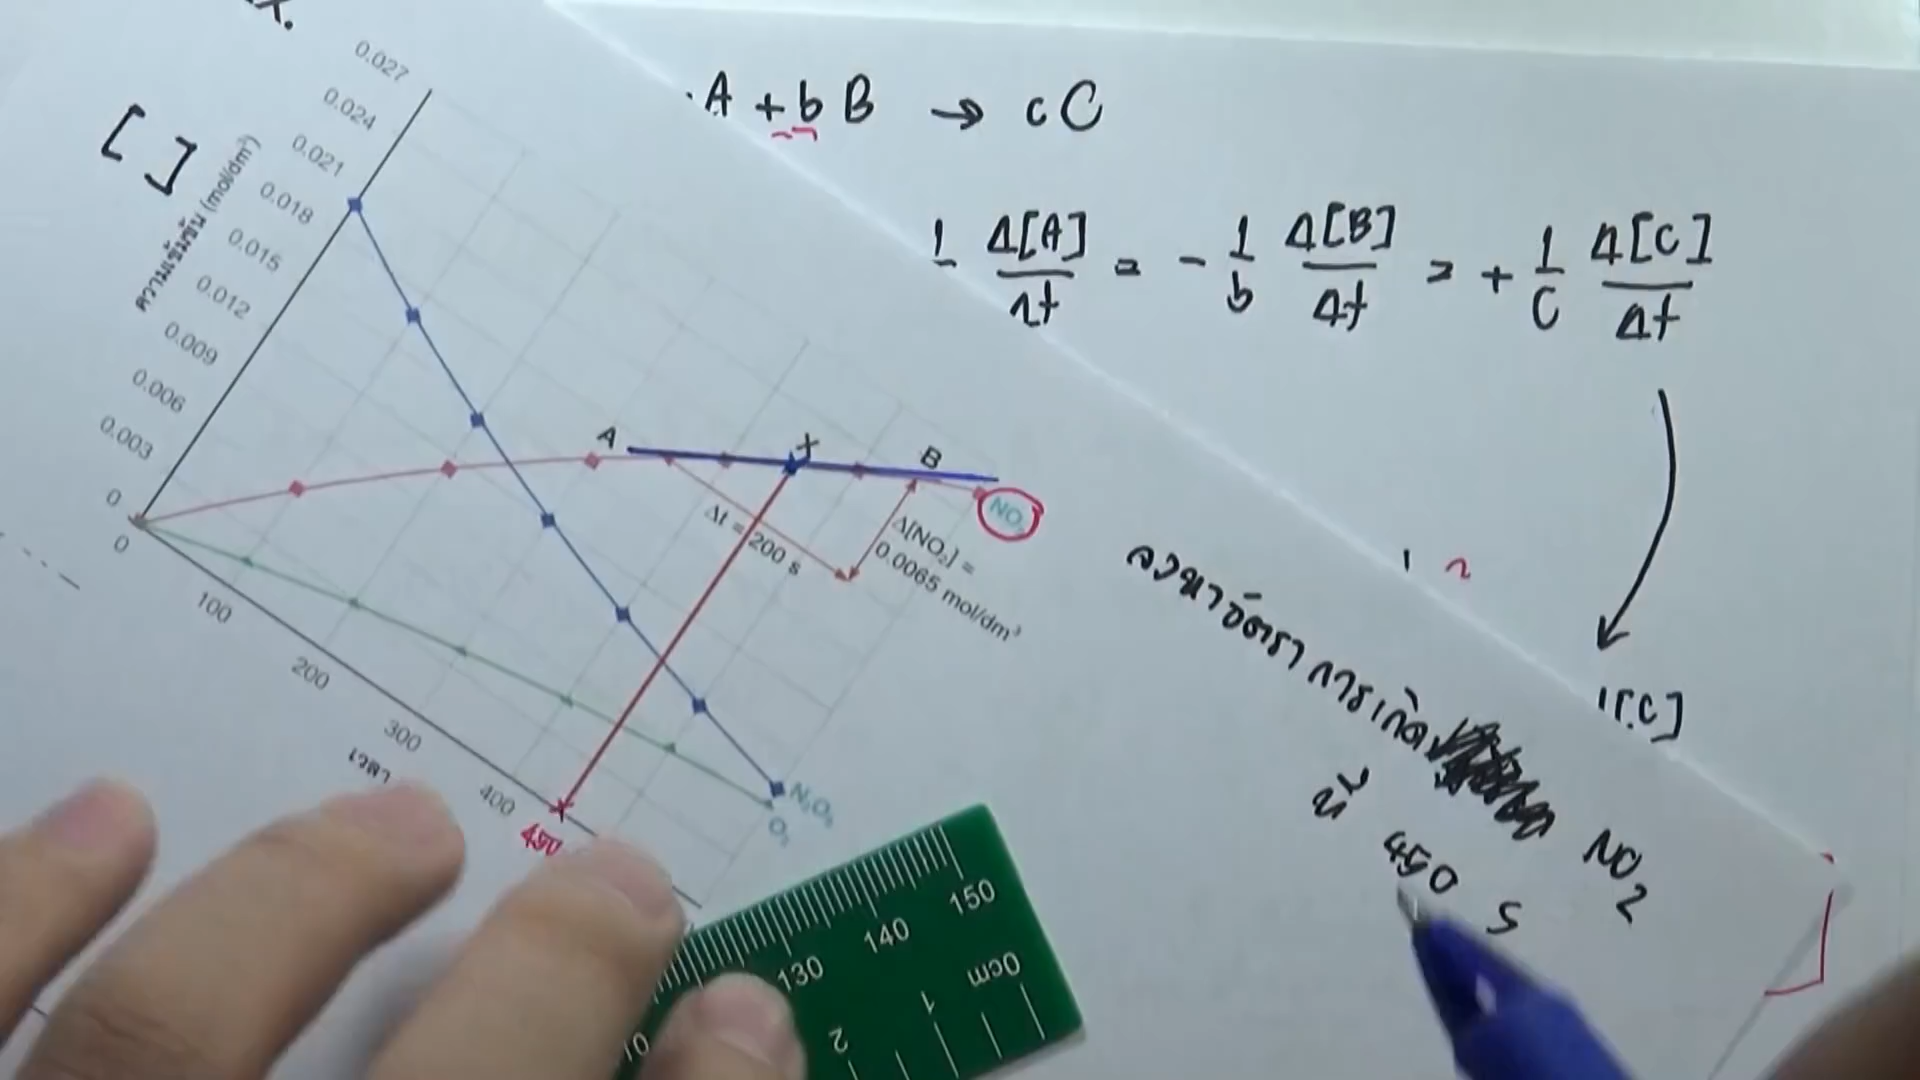 [ ]
ความเข้มข้น (mol/dm³)
0.027
0.024
0.021
0.018
0.015
0.012
0.009
0.006
0.003
0
0
100
200
300
400
450
เวลา
A
X
B
NO₂
Δt = 200 s
Δ[NO₂] =
0.0065 mol/dm³
N₂O₅
O₂
A + b B → c C
1 Δ[A] = - 1 Δ[B] = + 1 Δ[C]
Δt b Δt C Δt
[C]
จงหาอัตราการเกิด NO₂
ที่ 450 s
130 140 150
0cm 1 2